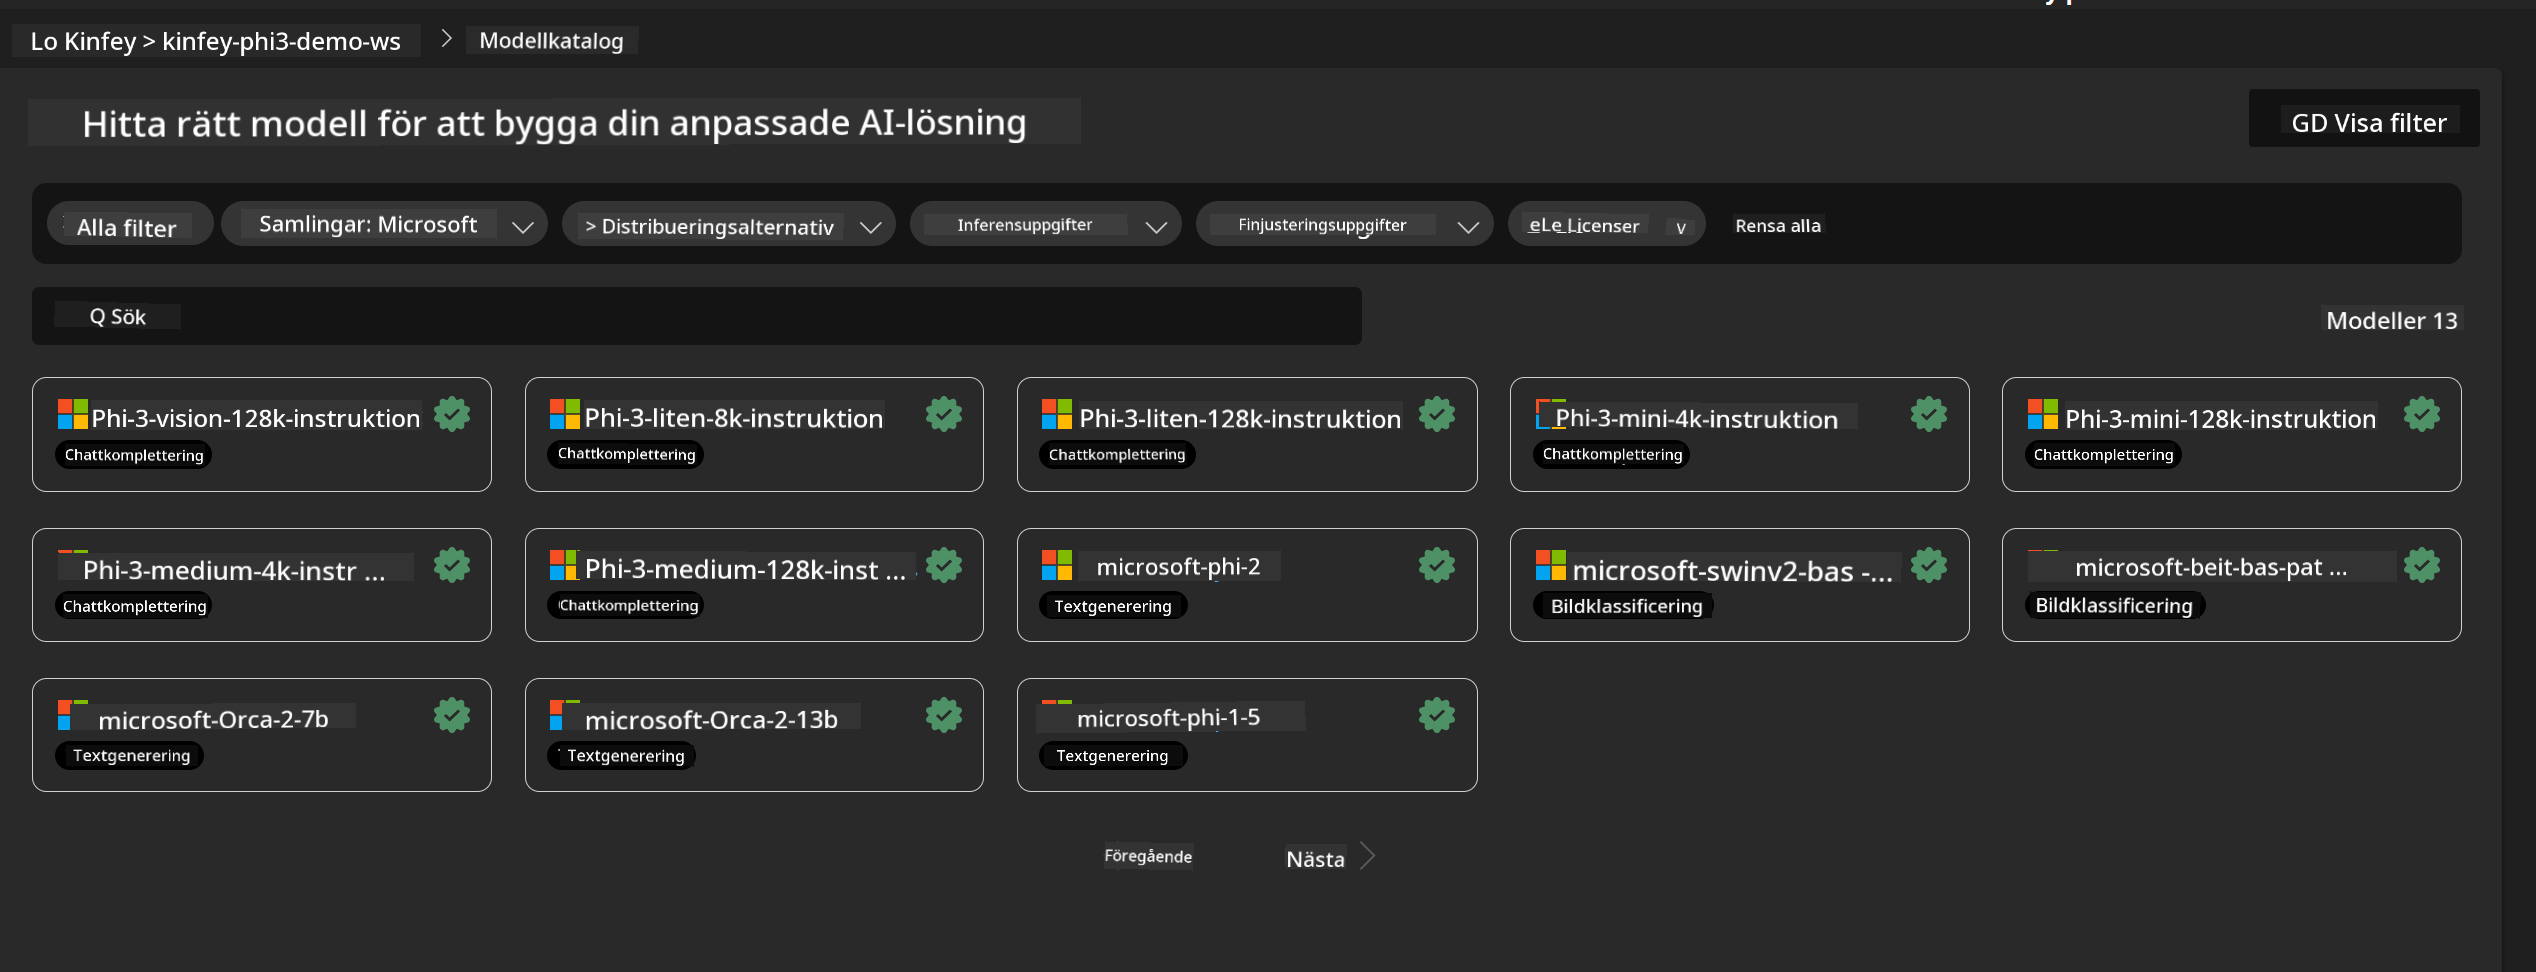 Lo Kinfey > kinfey-phi3-demo-ws > Modellkatalog
Hitta rätt modell för att bygga din anpassade AI-lösning
GD Visa filter
Alla filter
Samlingar: Microsoft
> Distribueringsalternativ
Inferensuppgifter
Finjusteringsuppgifter
eLe Licenser v
Rensa alla
Q Sök
Modeller 13
Phi-3-vision-128k-instruktion
Chattkomplettering
Phi-3-liten-8k-instruktion
Chattkomplettering
Phi-3-liten-128k-instruktion
Chattkomplettering
Phi-3-mini-4k-instruktion
Chattkomplettering
Phi-3-mini-128k-instruktion
Chattkomplettering
Phi-3-medium-4k-instr ...
Chattkomplettering
Phi-3-medium-128k-inst ...
Chattkomplettering
microsoft-phi-2
Textgenerering
microsoft-swinv2-bas -...
Bildklassificering
microsoft-beit-bas-pat ...
Bildklassificering
microsoft-Orca-2-7b
Textgenerering
microsoft-Orca-2-13b
Textgenerering
microsoft-phi-1-5
Textgenerering
Föregående
Nästa